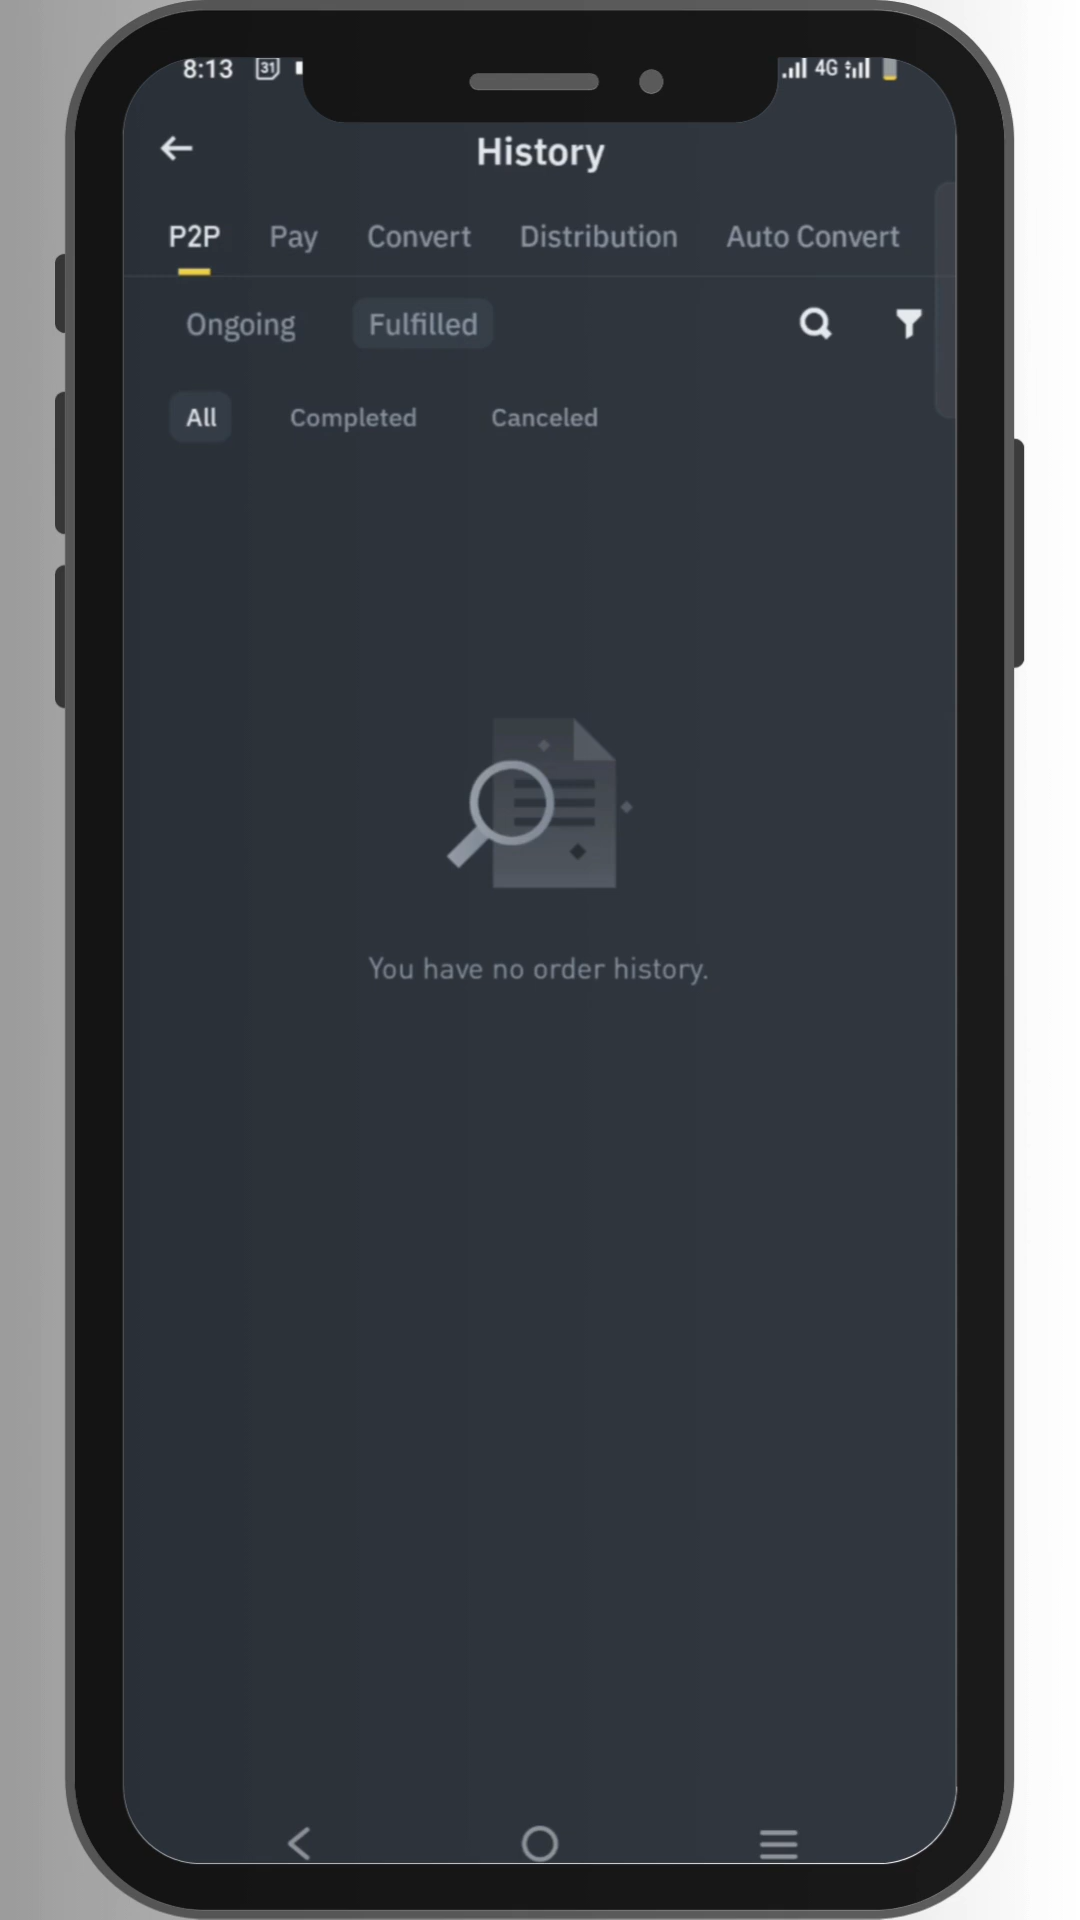 8:13 31 4G
History
P2P Pay Convert Distribution Auto Convert
Ongoing Fulfilled
All Completed Canceled
You have no order history.